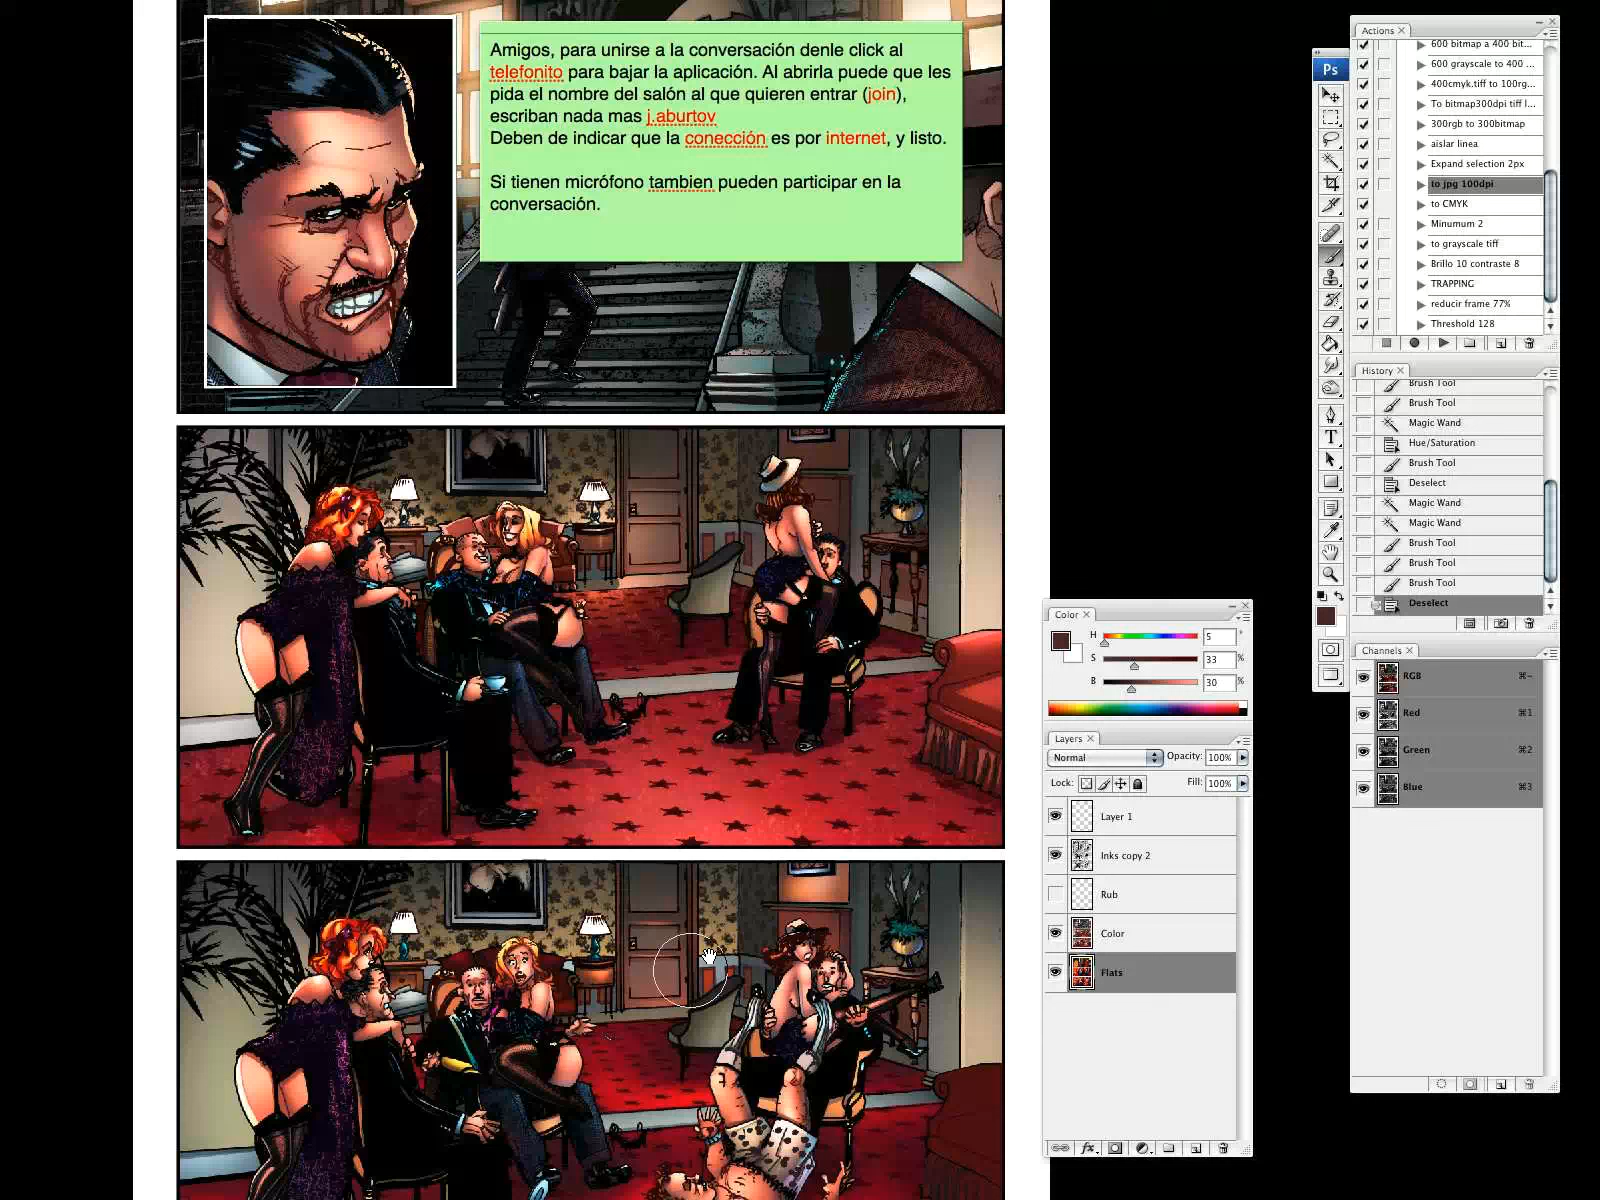 Amigos, para unirse a la conversación denle click al
telefonito para bajar la aplicación. Al abrirla puede que les
pida el nombre del salón al que quieren entrar (join),
escriban nada mas j.aburtov
Deben de indicar que la conección es por internet, y listo.
Si tienen micrófono tambien pueden participar en la
conversación.
Actions
600 bitmap a 400 bit...
600 grayscale to 400 ...
400cmyk.tiff to 100rg...
To bitmap300dpi tiff l...
300rgb to 300bitmap
aislar linea
Expand selection 2px
to jpg 100dpi
to CMYK
Minumum 2
to grayscale tiff
Brillo 10 contraste 8
TRAPPING
reducir frame 77%
Threshold 128
Ps
T
History
Brush Tool
Brush Tool
Magic Wand
Hue/Saturation
Brush Tool
Deselect
Magic Wand
Magic Wand
Brush Tool
Brush Tool
Brush Tool
Deselect
Channels
RGB ⌘~
Red ⌘1
Green ⌘2
Blue ⌘3
Color
H 5 °
S 33 %
B 30 %
Layers
Normal Opacity: 100%
Lock: Fill: 100%
Layer 1
Inks copy 2
Rub
Color
Flats
fx